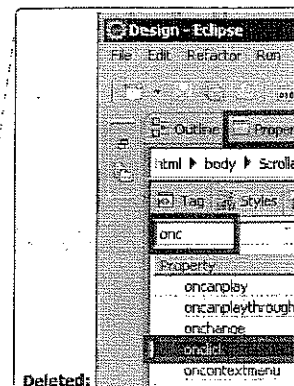 Design - Eclipse
File Edit Refactor Run
Outline Proper
html ▶ body ▶ Scrolla
Tag Styles
onc
Property
oncanplay
oncanplaythrough
onchange
onclick
oncontextmenu
Deleted: